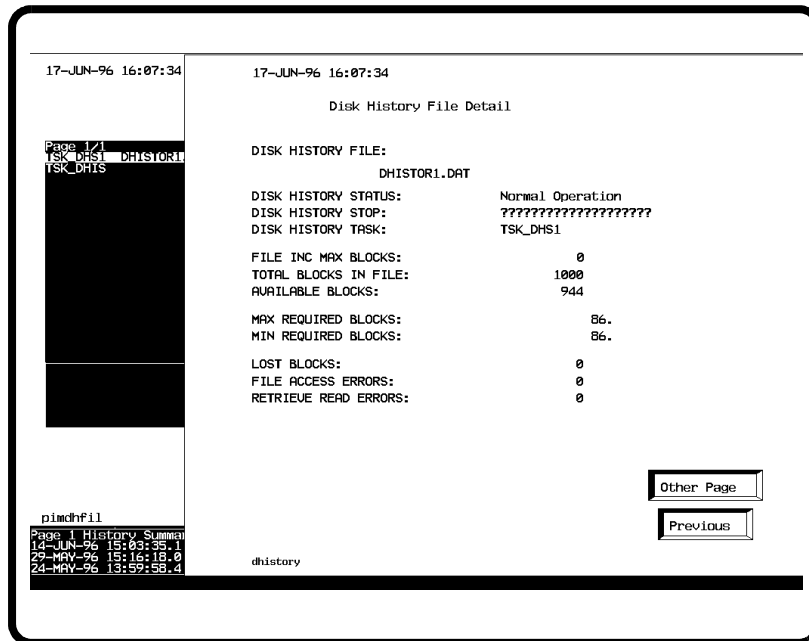 17-JUN-96 16:07:34
Page 1/1
TSK_DHS1 DHISTOR1.
TSK_DHIS
pimdhfil
Page 1 History Summar
14-JUN-96 15:03:35.1
29-MAY-96 15:16:18.0
24-MAY-96 13:59:58.4
17-JUN-96 16:07:34
Disk History File Detail
DISK HISTORY FILE:
DHISTOR1.DAT
DISK HISTORY STATUS: Normal Operation
DISK HISTORY STOP: ????????????????????
DISK HISTORY TASK: TSK_DHS1
FILE INC MAX BLOCKS: 0
TOTAL BLOCKS IN FILE: 1000
AVAILABLE BLOCKS: 944
MAX REQUIRED BLOCKS: 86.
MIN REQUIRED BLOCKS: 86.
LOST BLOCKS: 0
FILE ACCESS ERRORS: 0
RETRIEVE READ ERRORS: 0
Other Page
Previous
dhistory